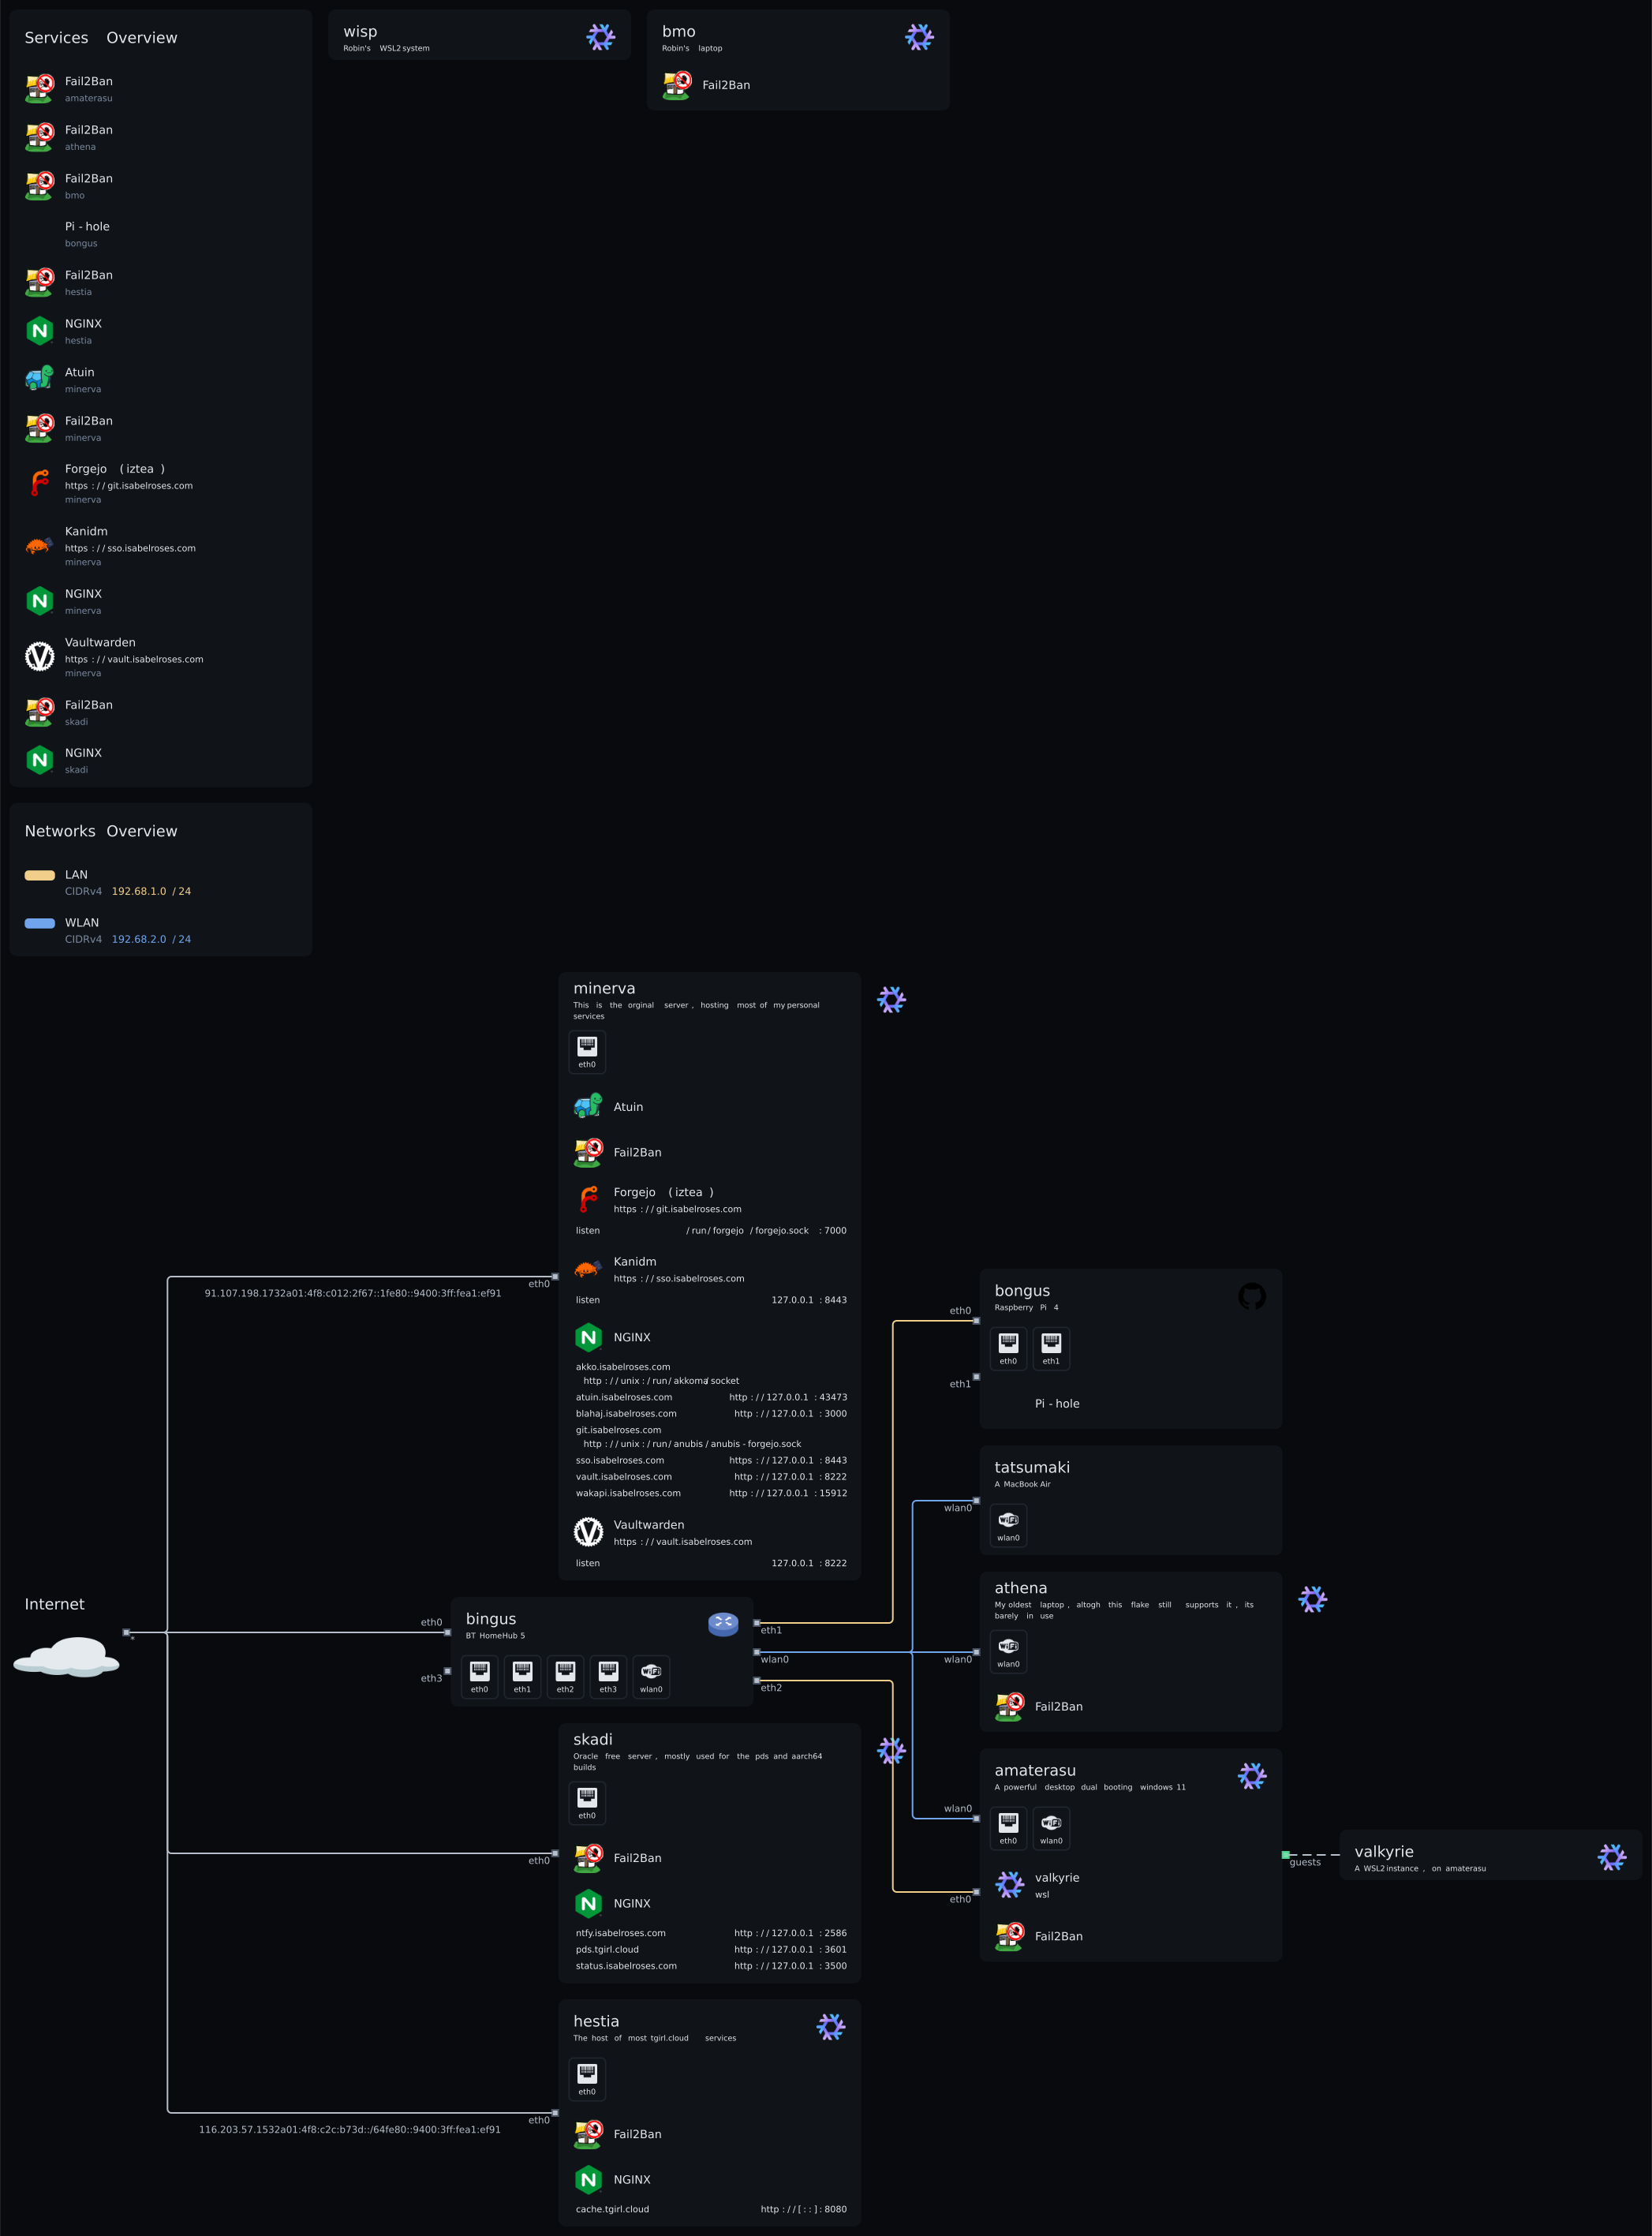 Services Overview
Fail2Ban
amaterasu
Fail2Ban
athena
Fail2Ban
bmo
Pi-hole
bongus
Fail2Ban
hestia
NGINX
hestia
Atuin
minerva
Fail2Ban
minerva
Forgejo (iztea)
https://git.isabelroses.com
minerva
Kanidm
https://sso.isabelroses.com
minerva
NGINX
minerva
Vaultwarden
https://vault.isabelroses.com
minerva
Fail2Ban
skadi
NGINX
skadi
Networks Overview
LAN
CIDRv4 192.68.1.0/24
WLAN
CIDRv4 192.68.2.0/24
wisp
Robin's WSL2 system
bmo
Robin's laptop
Fail2Ban
minerva
This is the orginal server, hosting most of my personal
services
eth0
Atuin
Fail2Ban
Forgejo (iztea)
https://git.isabelroses.com
listen /run/forgejo/forgejo.sock:7000
Kanidm
https://sso.isabelroses.com
listen 127.0.0.1:8443
NGINX
akko.isabelroses.com
http://unix:/run/akkoma/socket
atuin.isabelroses.com http://127.0.0.1:43473
blahaj.isabelroses.com http://127.0.0.1:3000
git.isabelroses.com
http://unix:/run/anubis/anubis-forgejo.sock
sso.isabelroses.com https://127.0.0.1:8443
vault.isabelroses.com http://127.0.0.1:8222
wakapi.isabelroses.com http://127.0.0.1:15912
Vaultwarden
https://vault.isabelroses.com
listen 127.0.0.1:8222
eth0
91.107.198.1732a01:4f8:c012:2f67::1fe80::9400:3ff:fea1:ef91
Internet
*
eth0
eth3
bingus
BT HomeHub 5
eth0 eth1 eth2 eth3 wlan0
eth1
wlan0
eth2
eth0
eth1
bongus
Raspberry Pi 4
eth0 eth1
Pi-hole
wlan0
tatsumaki
A MacBook Air
wlan0
wlan0
athena
My oldest laptop, altogh this flake still supports it, its
barely in use
wlan0
Fail2Ban
wlan0
eth0
amaterasu
A powerful desktop dual booting windows 11
eth0 wlan0
valkyrie
wsl
Fail2Ban
guests
valkyrie
A WSL2 instance, on amaterasu
eth0
skadi
Oracle free server, mostly used for the pds and aarch64
builds
eth0
Fail2Ban
NGINX
ntfy.isabelroses.com http://127.0.0.1:2586
pds.tgirl.cloud http://127.0.0.1:3601
status.isabelroses.com http://127.0.0.1:3500
eth0
116.203.57.1532a01:4f8:c2c:b73d::/64fe80::9400:3ff:fea1:ef91
hestia
The host of most tgirl.cloud services
eth0
Fail2Ban
NGINX
cache.tgirl.cloud http://[::]:8080